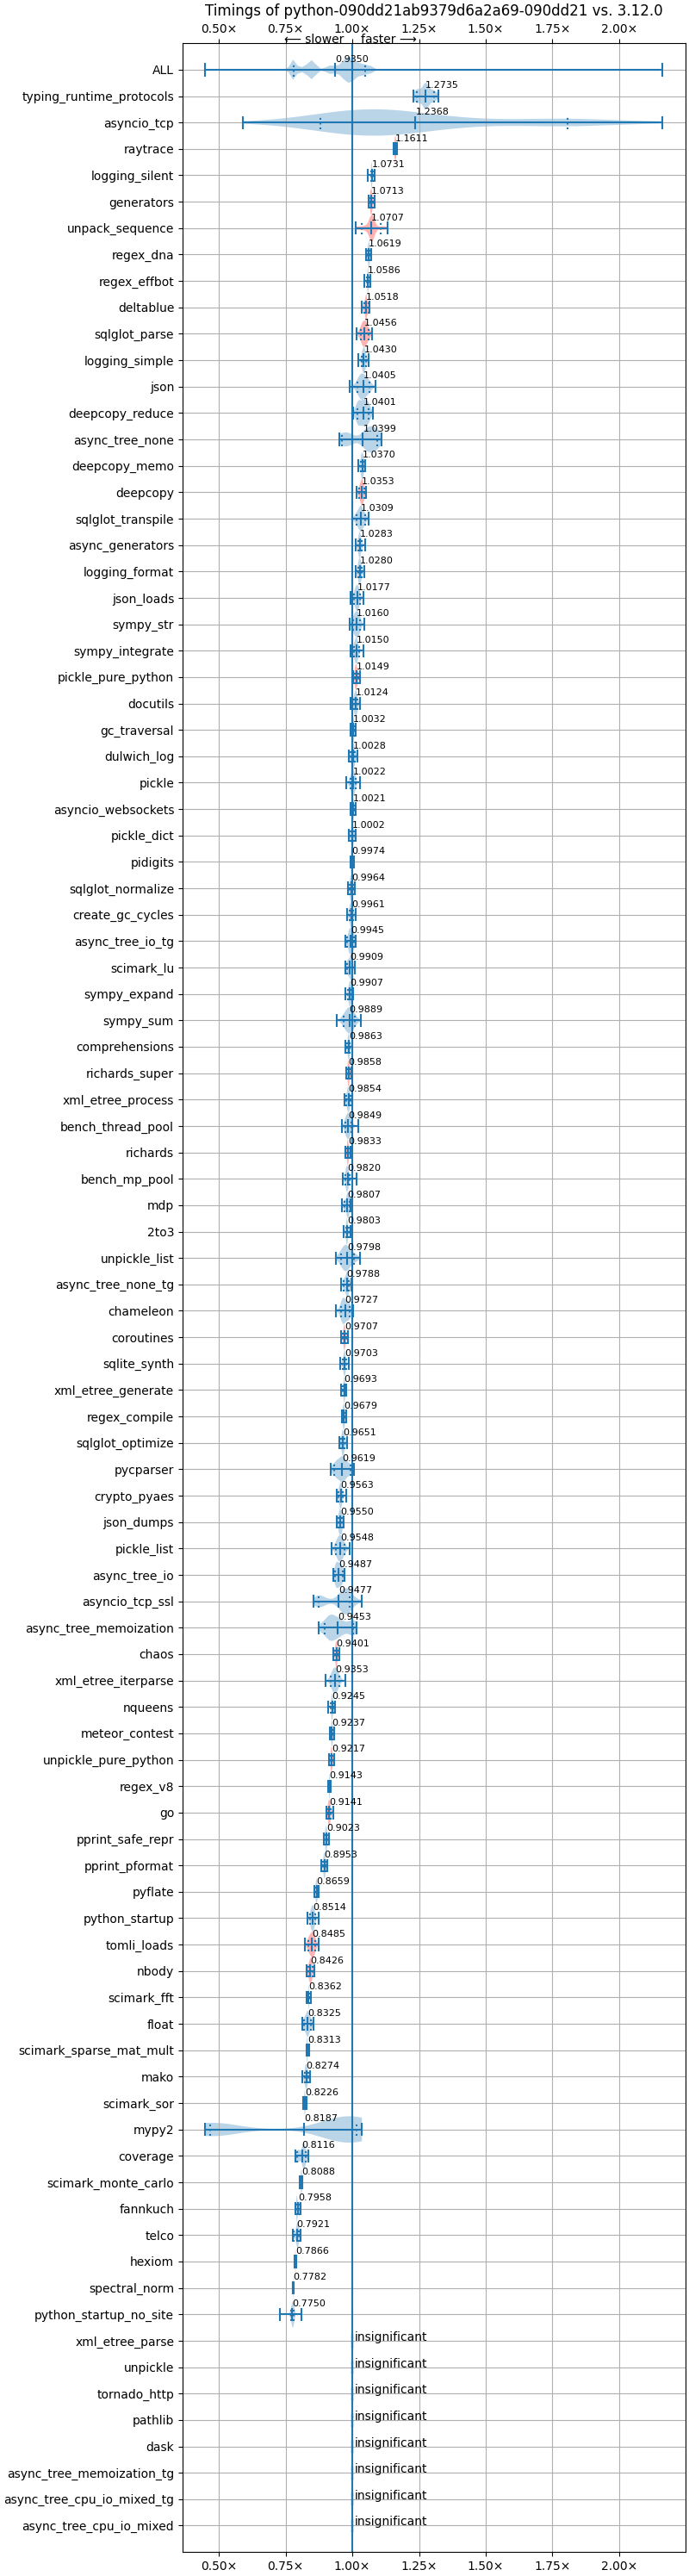 Timings of python-090dd21ab9379d6a2a69-090dd21 vs. 3.12.0
0.50× 0.75× 1.00× 1.25× 1.50× 1.75× 2.00×
⟵ slower faster ⟶
ALL 0.9350
typing_runtime_protocols 1.2735
asyncio_tcp 1.2368
raytrace 1.1611
logging_silent 1.0731
generators 1.0713
unpack_sequence 1.0707
regex_dna 1.0619
regex_effbot 1.0586
deltablue 1.0518
sqlglot_parse 1.0456
logging_simple 1.0430
json 1.0405
deepcopy_reduce 1.0401
async_tree_none 1.0399
deepcopy_memo 1.0370
deepcopy 1.0353
sqlglot_transpile 1.0309
async_generators 1.0283
logging_format 1.0280
json_loads 1.0177
sympy_str 1.0160
sympy_integrate 1.0150
pickle_pure_python 1.0149
docutils 1.0124
gc_traversal 1.0032
dulwich_log 1.0028
pickle 1.0022
asyncio_websockets 1.0021
pickle_dict 1.0002
pidigits 0.9974
sqlglot_normalize 0.9964
create_gc_cycles 0.9961
async_tree_io_tg 0.9945
scimark_lu 0.9909
sympy_expand 0.9907
sympy_sum 0.9889
comprehensions 0.9863
richards_super 0.9858
xml_etree_process 0.9854
bench_thread_pool 0.9849
richards 0.9833
bench_mp_pool 0.9820
mdp 0.9807
2to3 0.9803
unpickle_list 0.9798
async_tree_none_tg 0.9788
chameleon 0.9727
coroutines 0.9707
sqlite_synth 0.9703
xml_etree_generate 0.9693
regex_compile 0.9679
sqlglot_optimize 0.9651
pycparser 0.9619
crypto_pyaes 0.9563
json_dumps 0.9550
pickle_list 0.9548
async_tree_io 0.9487
asyncio_tcp_ssl 0.9477
async_tree_memoization 0.9453
chaos 0.9401
xml_etree_iterparse 0.9353
nqueens 0.9245
meteor_contest 0.9237
unpickle_pure_python 0.9217
regex_v8 0.9143
go 0.9141
pprint_safe_repr 0.9023
pprint_pformat 0.8953
pyflate 0.8659
python_startup 0.8514
tomli_loads 0.8485
nbody 0.8426
scimark_fft 0.8362
float 0.8325
scimark_sparse_mat_mult 0.8313
mako 0.8274
scimark_sor 0.8226
mypy2 0.8187
coverage 0.8116
scimark_monte_carlo 0.8088
fannkuch 0.7958
telco 0.7921
hexiom 0.7866
spectral_norm 0.7782
python_startup_no_site 0.7750
xml_etree_parse insignificant
unpickle insignificant
tornado_http insignificant
pathlib insignificant
dask insignificant
async_tree_memoization_tg insignificant
async_tree_cpu_io_mixed_tg insignificant
async_tree_cpu_io_mixed insignificant
0.50× 0.75× 1.00× 1.25× 1.50× 1.75× 2.00×